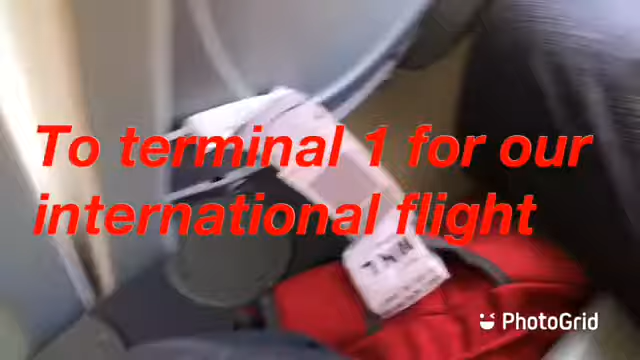 To terminal 1 for our
international flight
PhotoGrid